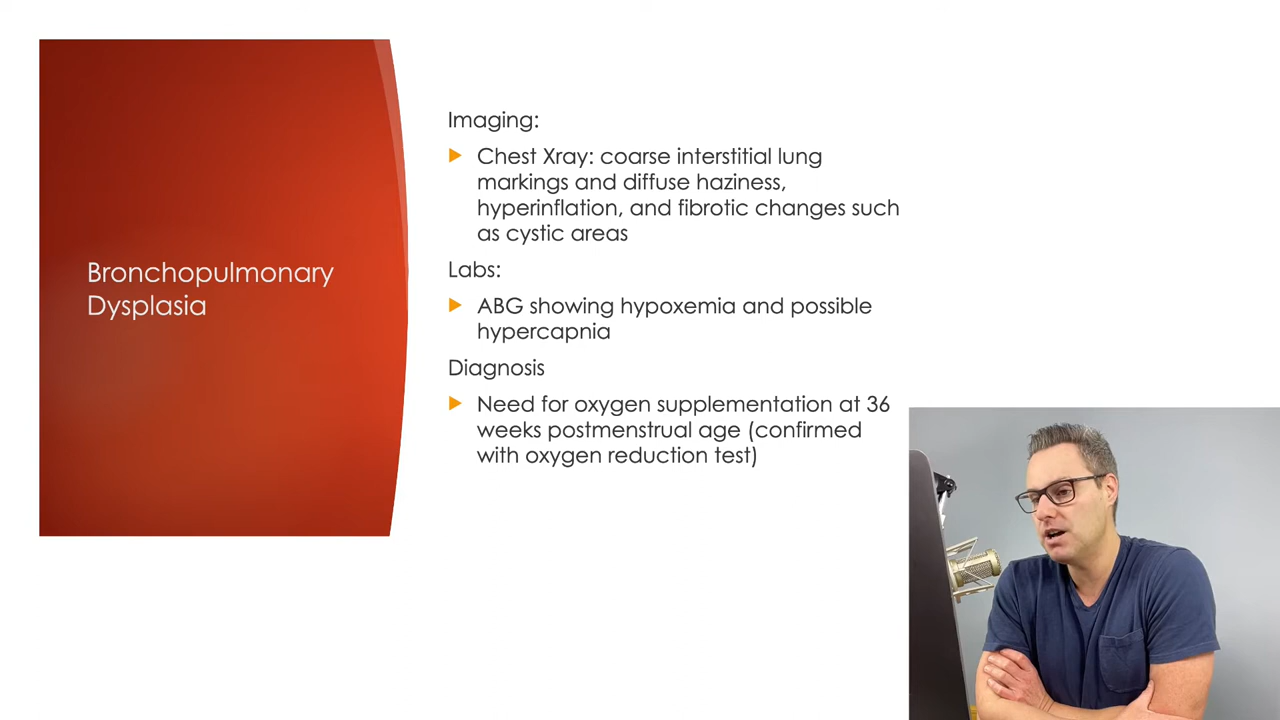 Bronchopulmonary
Dysplasia
Imaging:
Chest Xray: coarse interstitial lung
markings and diffuse haziness,
hyperinflation, and fibrotic changes such
as cystic areas
Labs:
ABG showing hypoxemia and possible
hypercapnia
Diagnosis
Need for oxygen supplementation at 36
weeks postmenstrual age (confirmed
with oxygen reduction test)